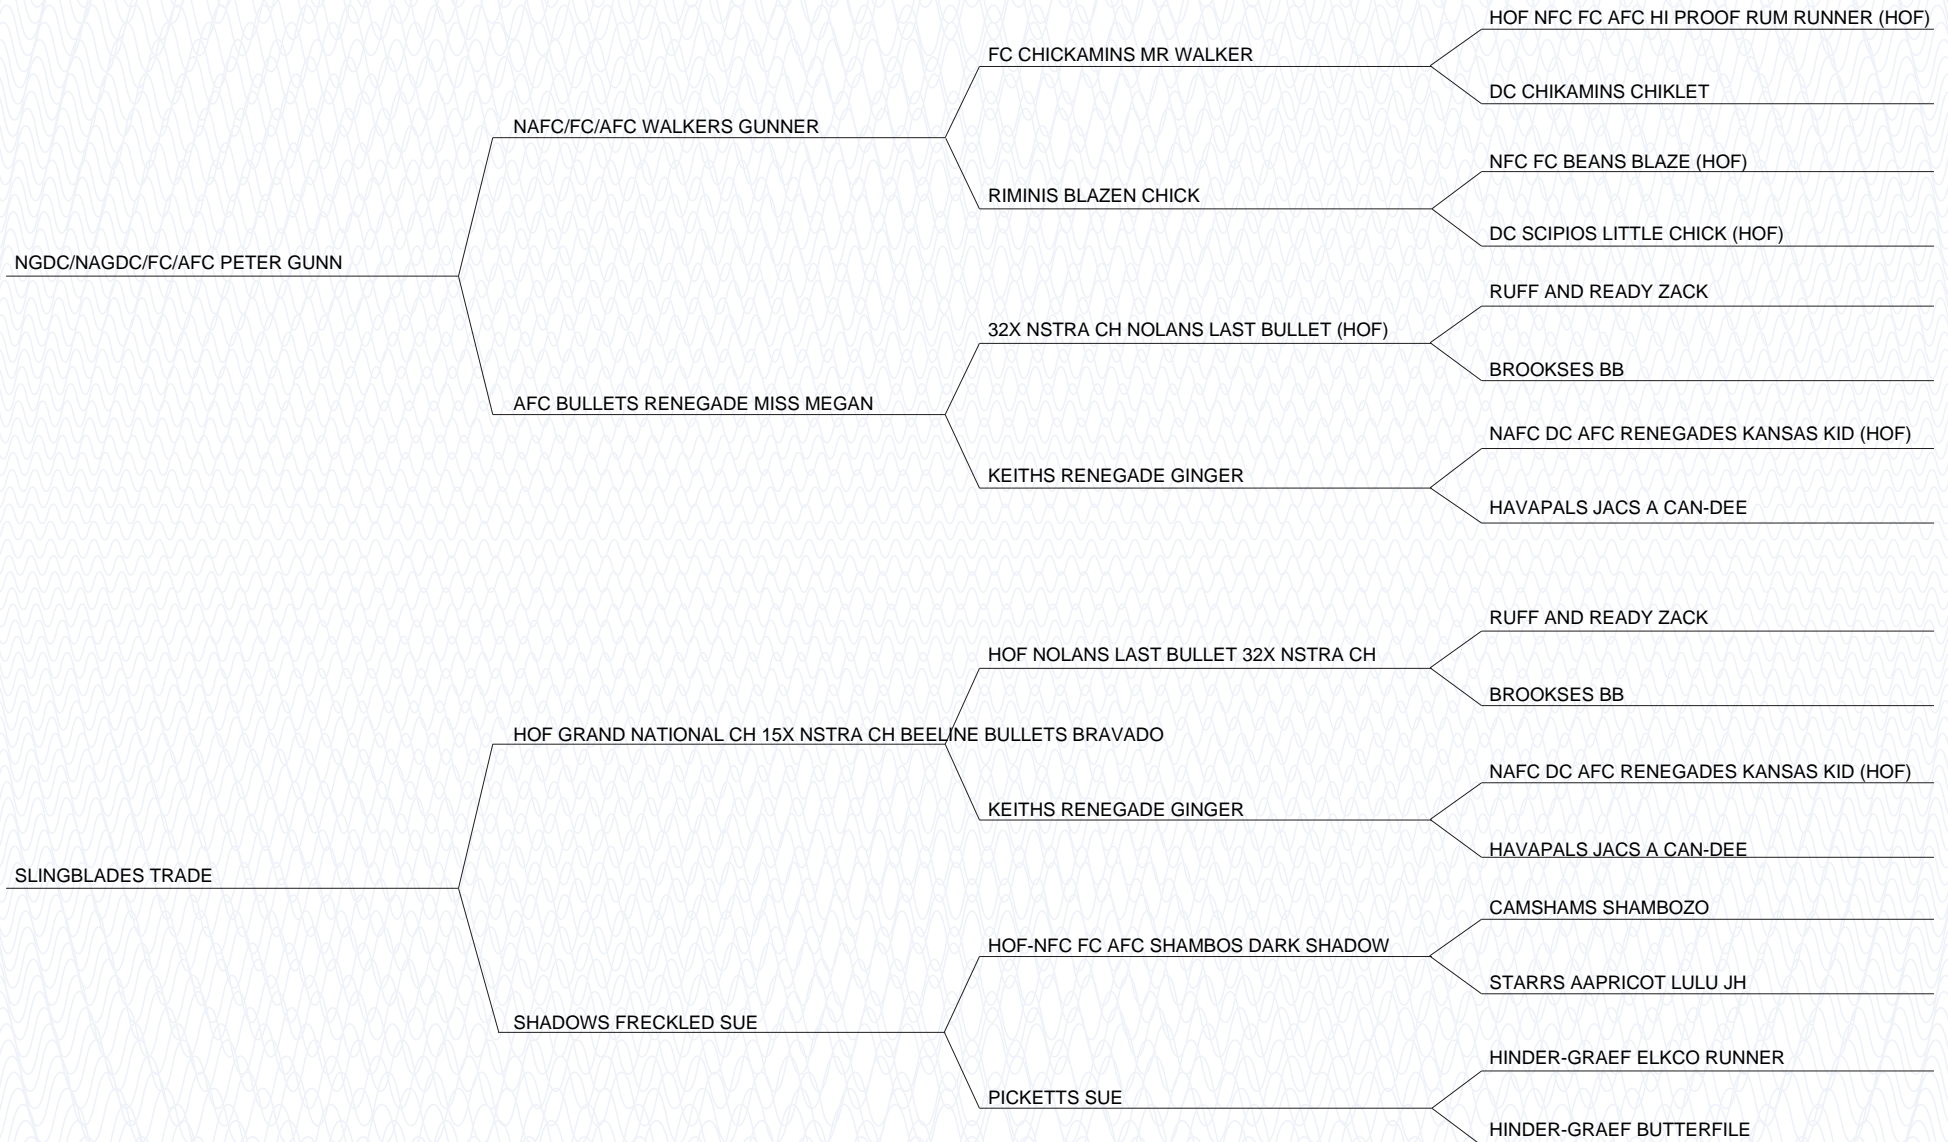 HOF NFC FC AFC HI PROOF RUM RUNNER (HOF)
FC CHICKAMINS MR WALKER
DC CHIKAMINS CHIKLET
NAFC/FC/AFC WALKERS GUNNER
NFC FC BEANS BLAZE (HOF)
RIMINIS BLAZEN CHICK
DC SCIPIOS LITTLE CHICK (HOF)
NGDC/NAGDC/FC/AFC PETER GUNN
RUFF AND READY ZACK
32X NSTRA CH NOLANS LAST BULLET (HOF)
BROOKSES BB
AFC BULLETS RENEGADE MISS MEGAN
NAFC DC AFC RENEGADES KANSAS KID (HOF)
KEITHS RENEGADE GINGER
HAVAPALS JACS A CAN-DEE
RUFF AND READY ZACK
HOF NOLANS LAST BULLET 32X NSTRA CH
BROOKSES BB
HOF GRAND NATIONAL CH 15X NSTRA CH BEELINE BULLETS BRAVADO
NAFC DC AFC RENEGADES KANSAS KID (HOF)
KEITHS RENEGADE GINGER
HAVAPALS JACS A CAN-DEE
SLINGBLADES TRADE
CAMSHAMS SHAMBOZO
HOF-NFC FC AFC SHAMBOS DARK SHADOW
STARRS AAPRICOT LULU JH
SHADOWS FRECKLED SUE
HINDER-GRAEF ELKCO RUNNER
PICKETTS SUE
HINDER-GRAEF BUTTERFILE